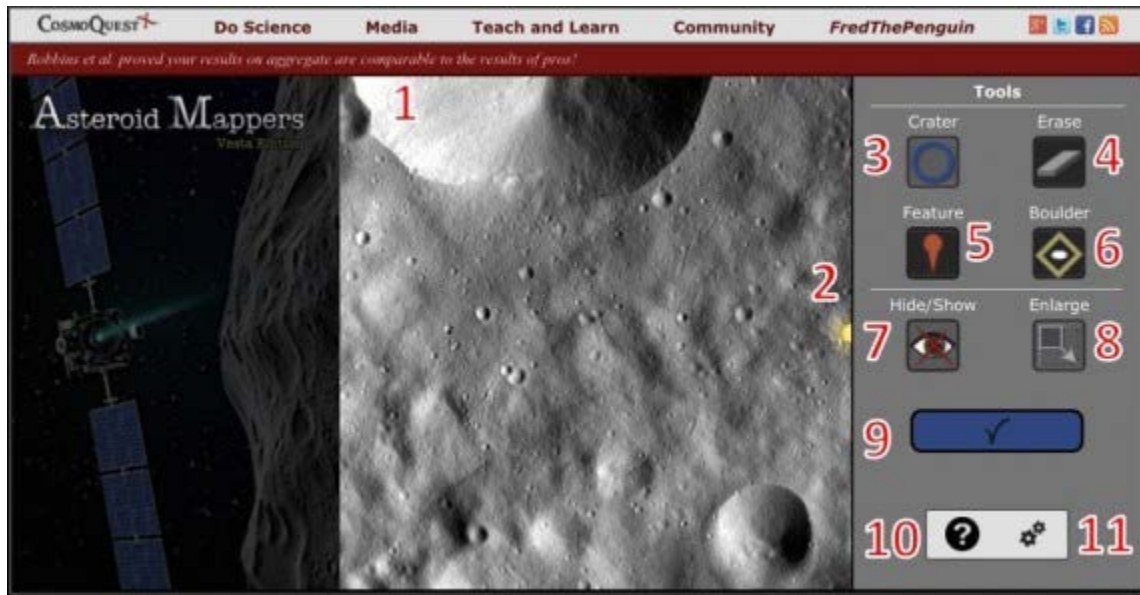 CosmoQuest
Do Science
Media
Teach and Learn
Community
FredThePenguin
Robbins et al. proved your results on aggregate are comparable to the results of pros!
Asteroid Mappers
Vesta Edition
1
2
Tools
Crater
Erase
3
4
Feature
Boulder
5
6
Hide/Show
Enlarge
7
8
9
10
?
11